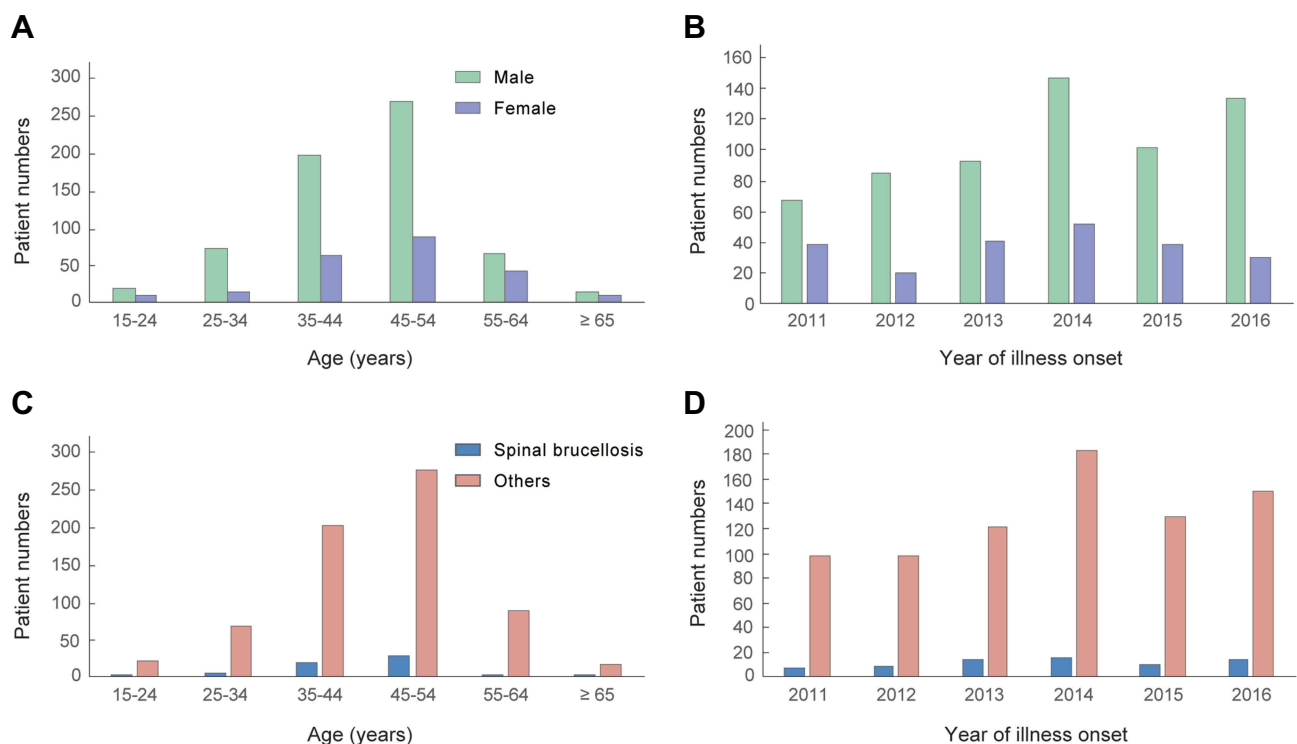 A
Patient numbers
300
250
200
150
100
50
0
Male
Female
15-24 25-34 35-44 45-54 55-64 ≥ 65
Age (years)
B
Patient numbers
160
140
120
100
80
60
40
20
0
2011 2012 2013 2014 2015 2016
Year of illness onset
C
Patient numbers
300
250
200
150
100
50
0
Spinal brucellosis
Others
15-24 25-34 35-44 45-54 55-64 ≥ 65
Age (years)
D
Patient numbers
200
180
160
140
120
100
80
60
40
20
0
2011 2012 2013 2014 2015 2016
Year of illness onset